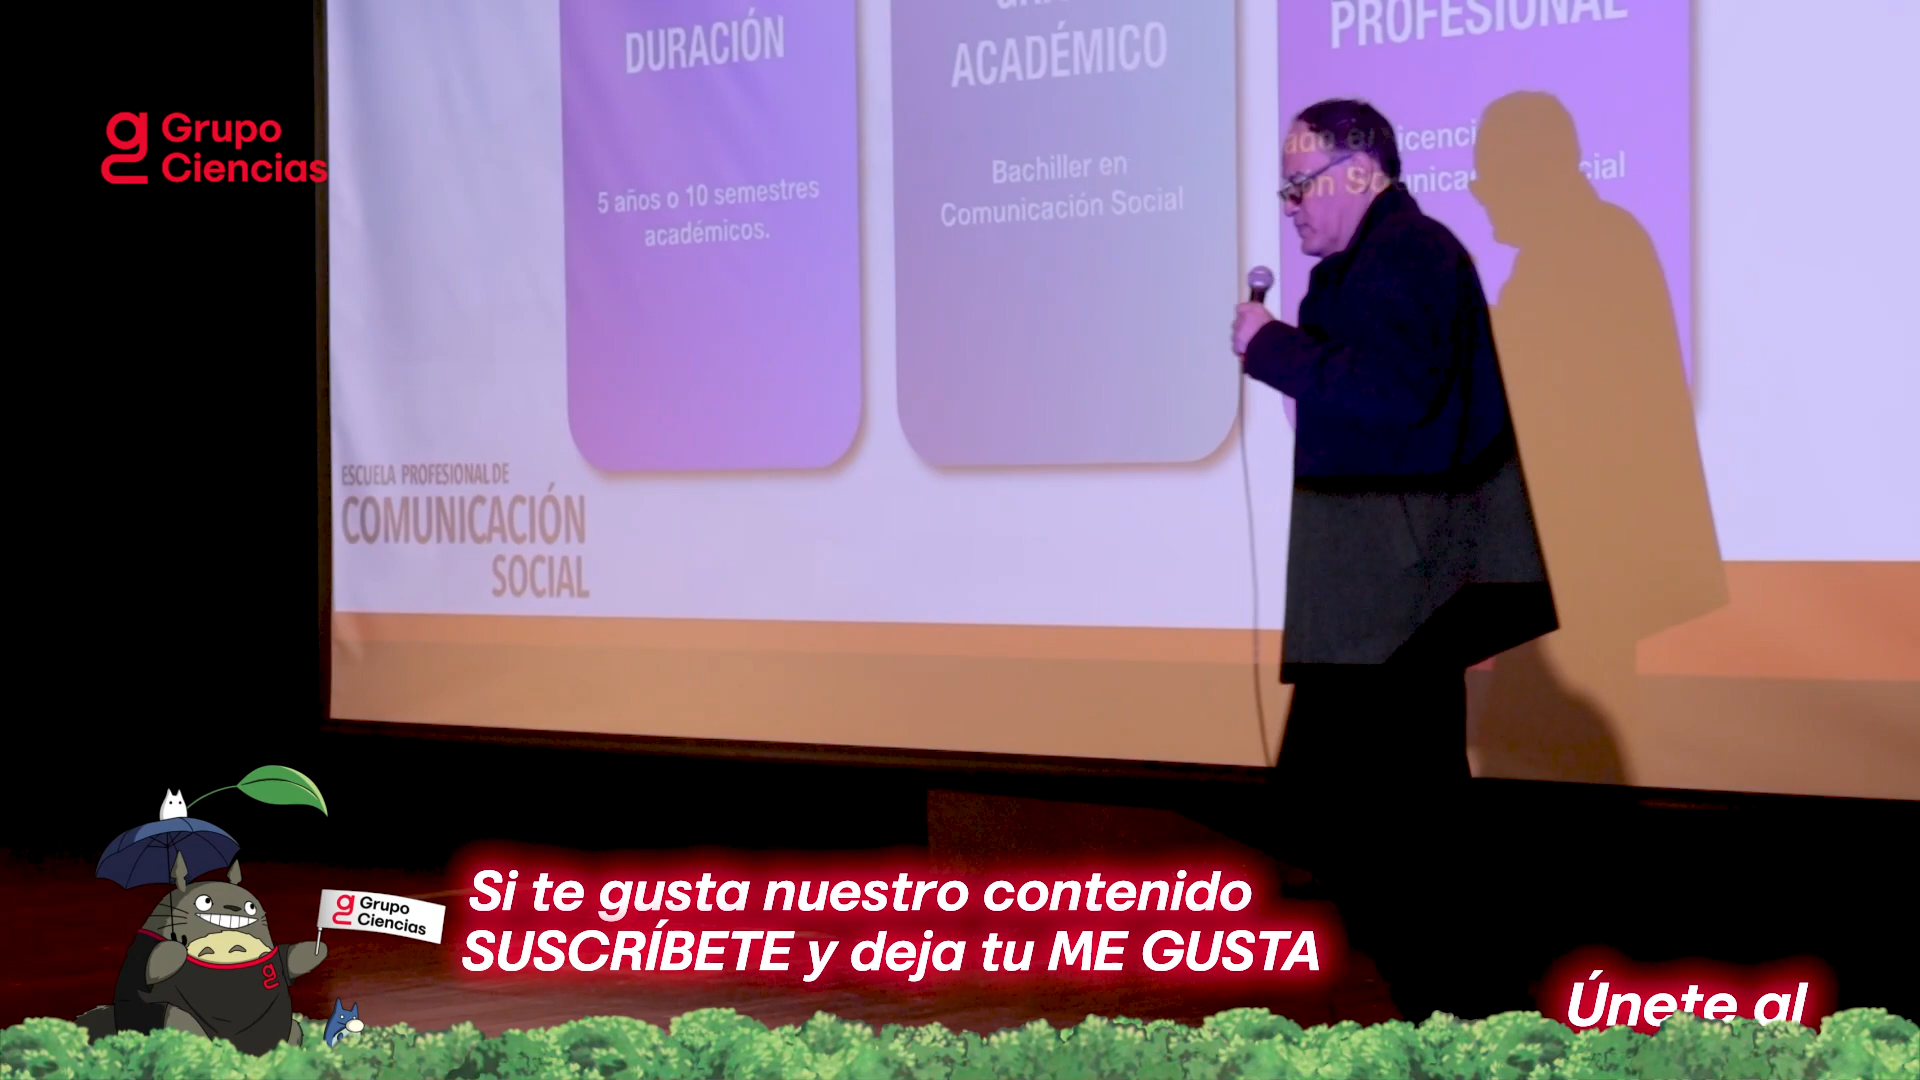 DURACIÓN
5 años o 10 semestres
académicos.
ACADÉMICO
Bachiller en
Comunicación Social
PROFESIONAL
ESCUELA PROFESIONAL DE
COMUNICACIÓN
SOCIAL
Grupo
Ciencias
Grupo
Ciencias
Si te gusta nuestro contenido
SUSCRÍBETE y deja tu ME GUSTA
Únete al